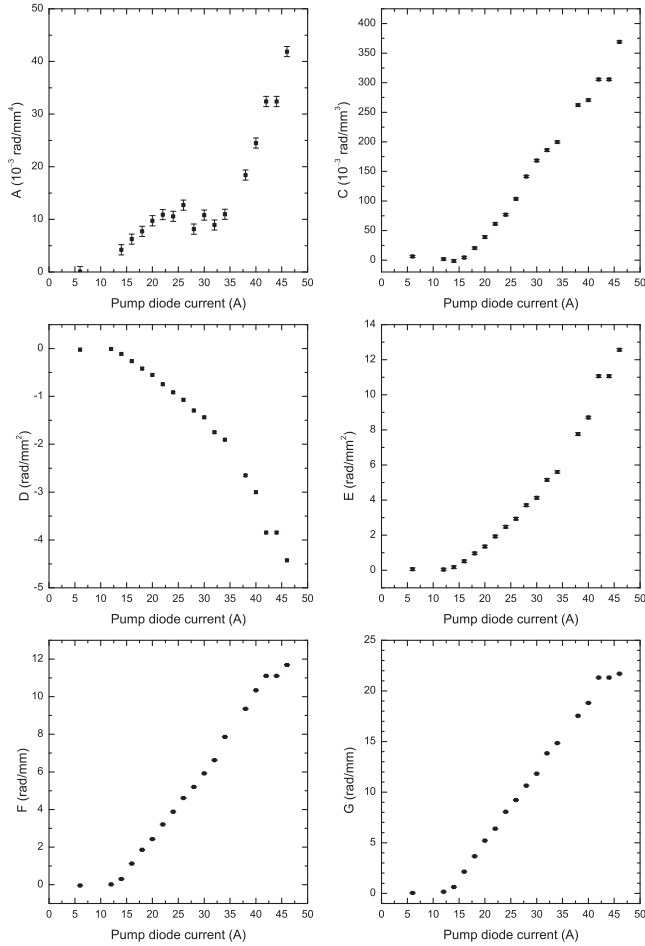 50
40
30
20
10
0
A (10⁻³ rad/mm⁴)
0 5 10 15 20 25 30 35 40 45 50
Pump diode current (A)
400
350
300
250
200
150
100
50
0
C (10⁻³ rad/mm³)
0 5 10 15 20 25 30 35 40 45 50
Pump diode current (A)
0
-1
-2
-3
-4
-5
D (rad/mm²)
0 5 10 15 20 25 30 35 40 45 50
Pump diode current (A)
14
12
10
8
6
4
2
0
E (rad/mm²)
0 5 10 15 20 25 30 35 40 45 50
Pump diode current (A)
12
10
8
6
4
2
0
F (rad/mm)
0 5 10 15 20 25 30 35 40 45 50
Pump diode current (A)
25
20
15
10
5
0
G (rad/mm)
0 5 10 15 20 25 30 35 40 45 50
Pump diode current (A)